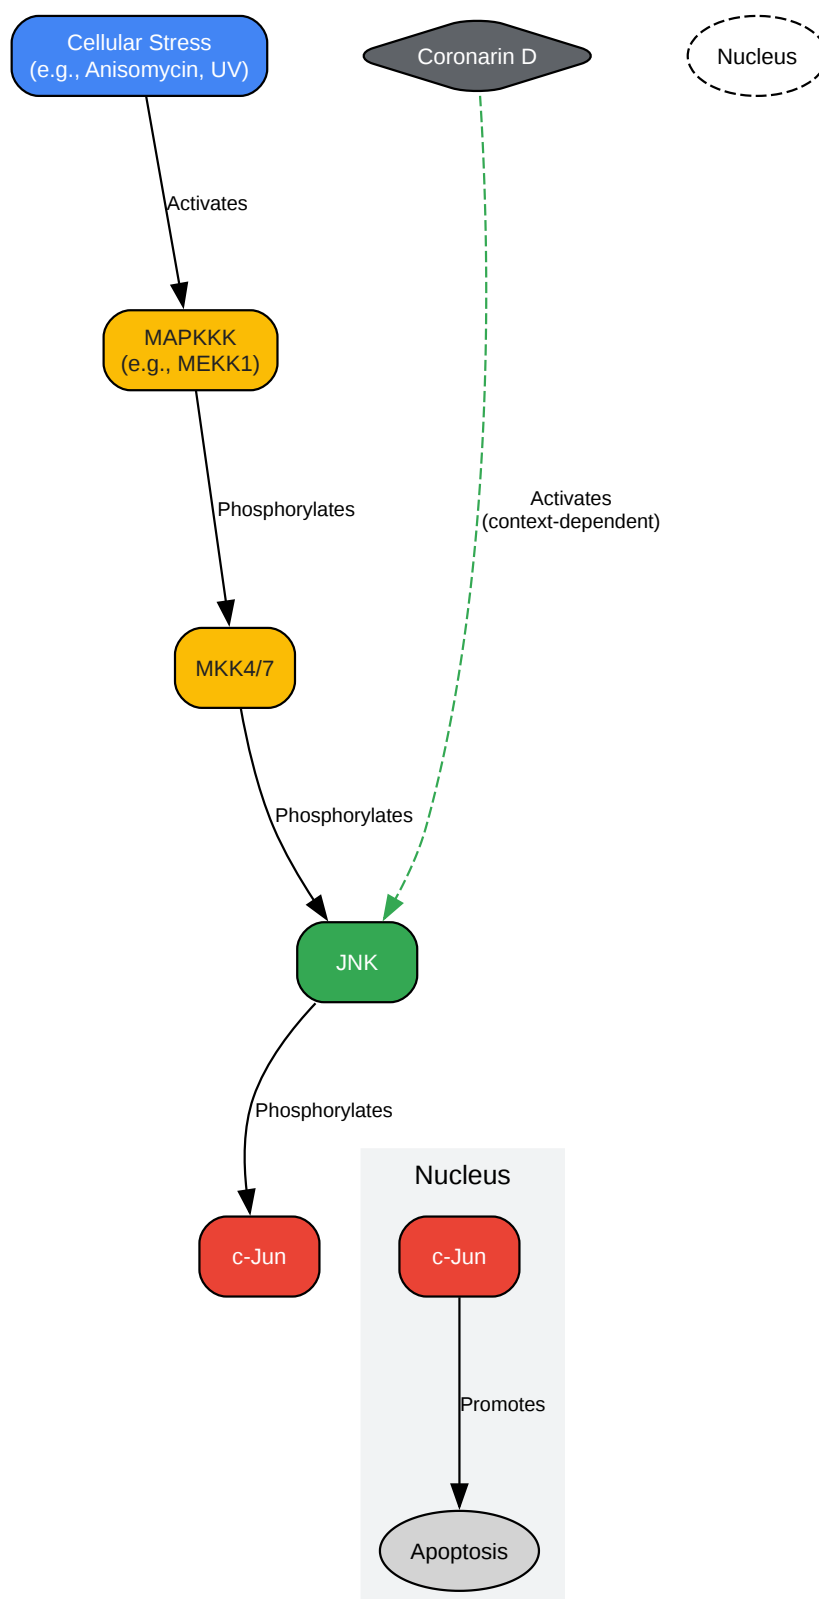 Cellular Stress
(e.g., Anisomycin, UV)
Coronarin D
Nucleus
Activates
MAPKKK
(e.g., MEKK1)
Phosphorylates
Activates
(context-dependent)
MKK4/7
Phosphorylates
JNK
Phosphorylates
Nucleus
c-Jun
c-Jun
Promotes
Apoptosis